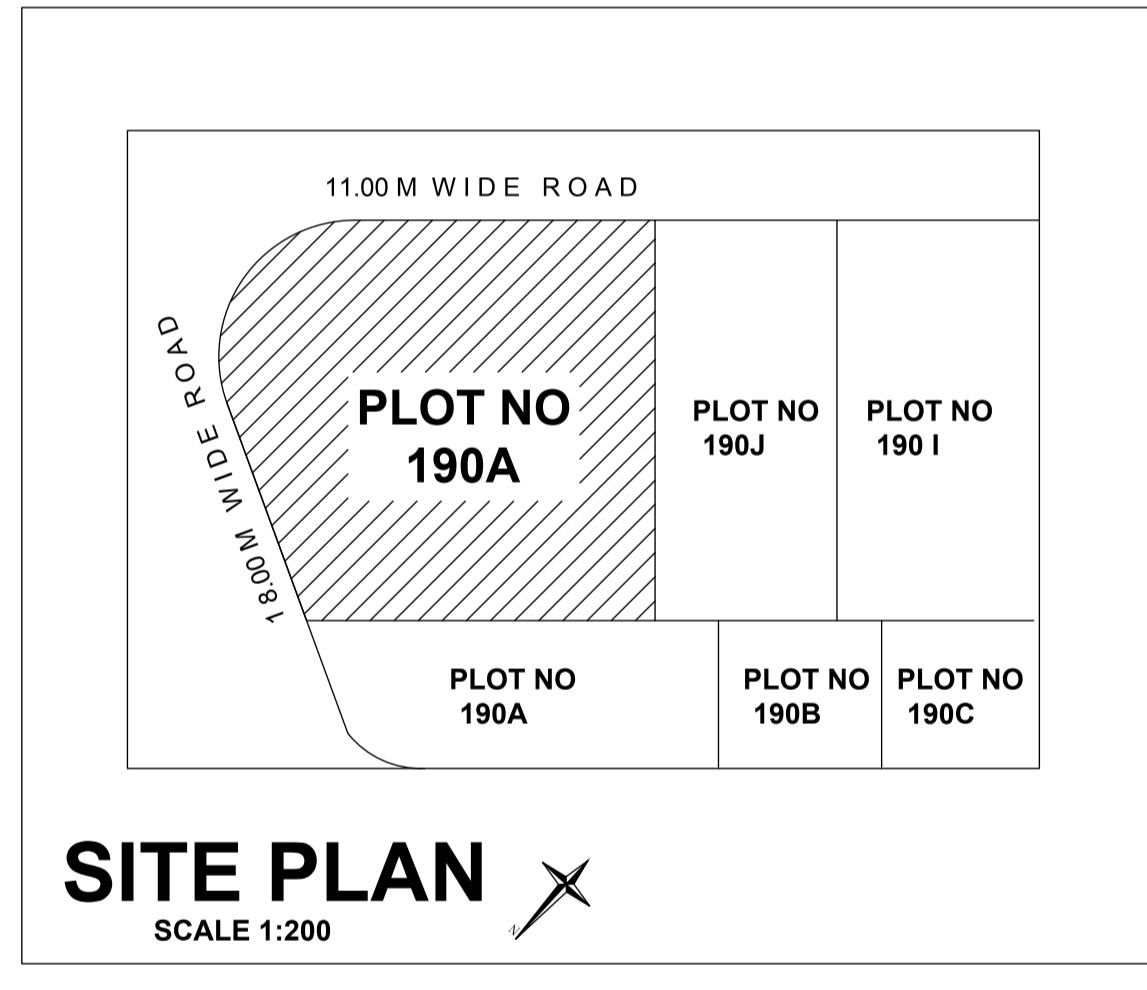 11.00 M WIDE ROAD
18.00M WIDE ROAD
PLOT NO
190A
PLOT NO
190J
PLOT NO
190 I
PLOT NO
190A
PLOT NO
190B
PLOT NO
190C
SITE PLAN
SCALE 1:200
N